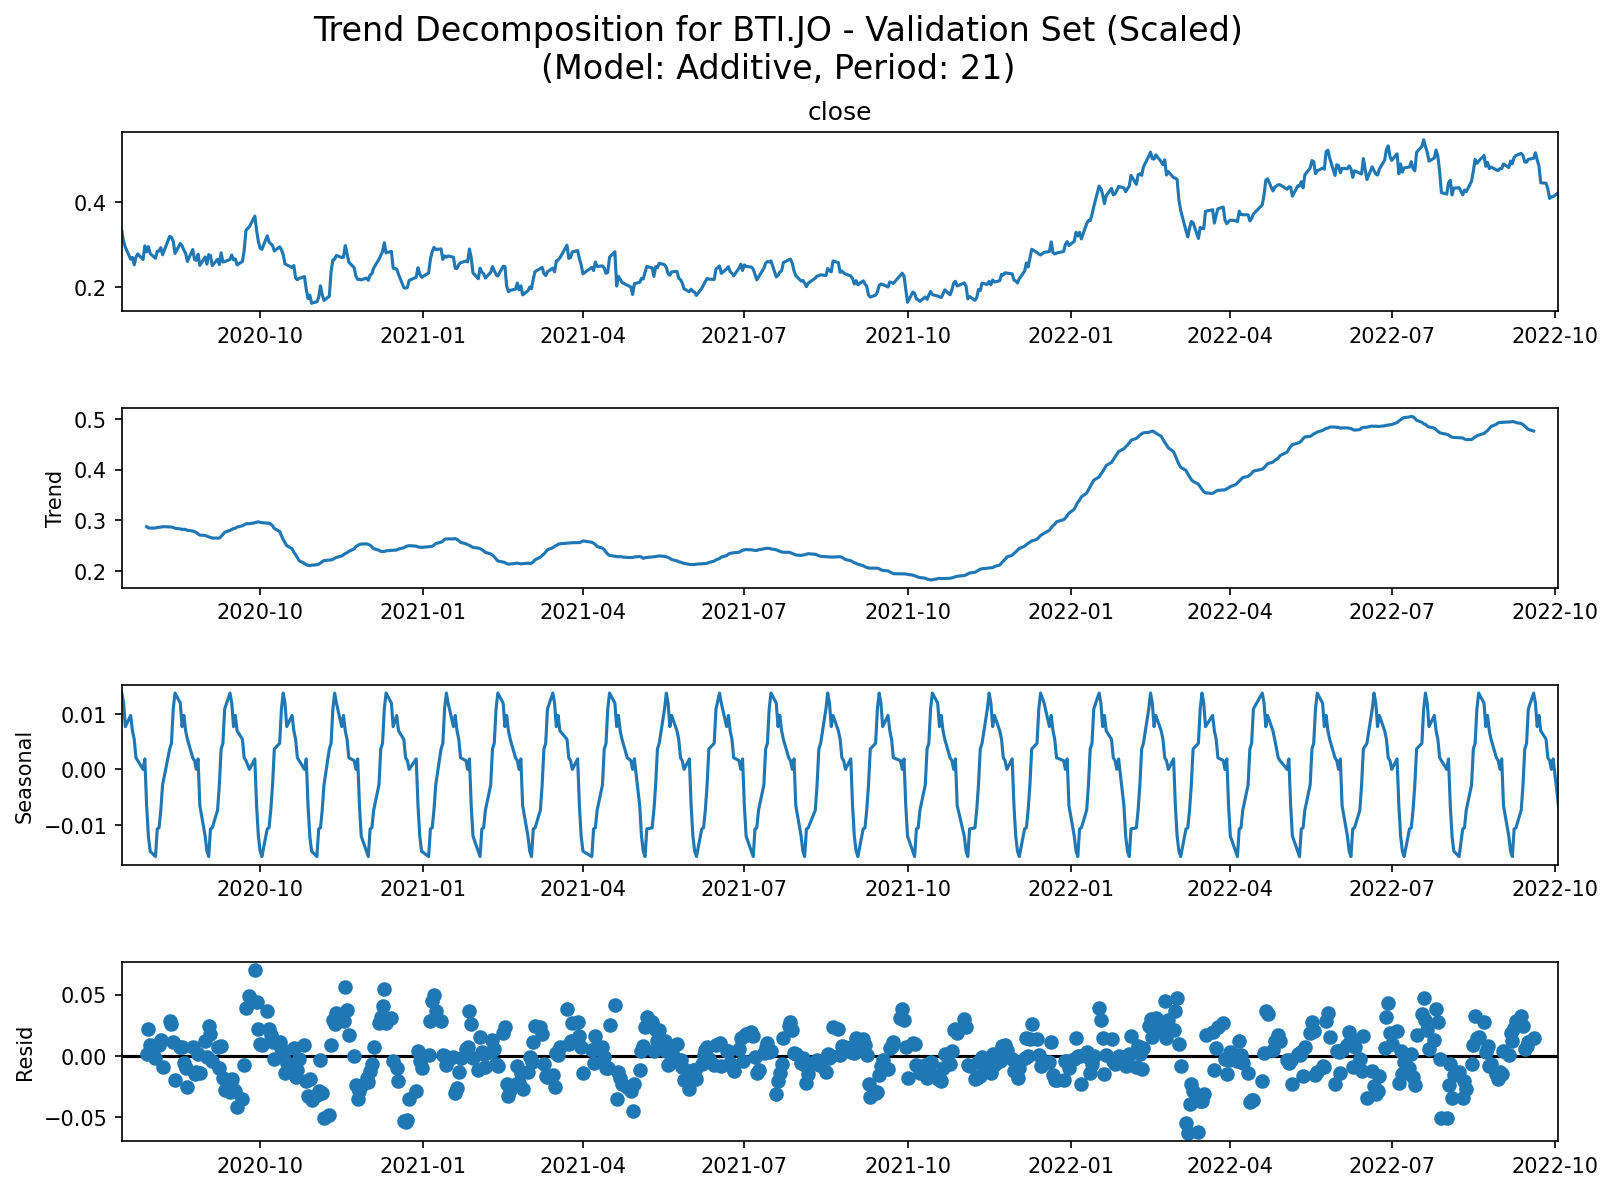 Trend Decomposition for BTI.JO - Validation Set (Scaled)
(Model: Additive, Period: 21)
close
0.4
0.2
2020-10 2021-01 2021-04 2021-07 2021-10 2022-01 2022-04 2022-07 2022-10
Trend
0.5
0.4
0.3
0.2
2020-10 2021-01 2021-04 2021-07 2021-10 2022-01 2022-04 2022-07 2022-10
Seasonal
0.01
0.00
−0.01
2020-10 2021-01 2021-04 2021-07 2021-10 2022-01 2022-04 2022-07 2022-10
Resid
0.05
0.00
−0.05
2020-10 2021-01 2021-04 2021-07 2021-10 2022-01 2022-04 2022-07 2022-10